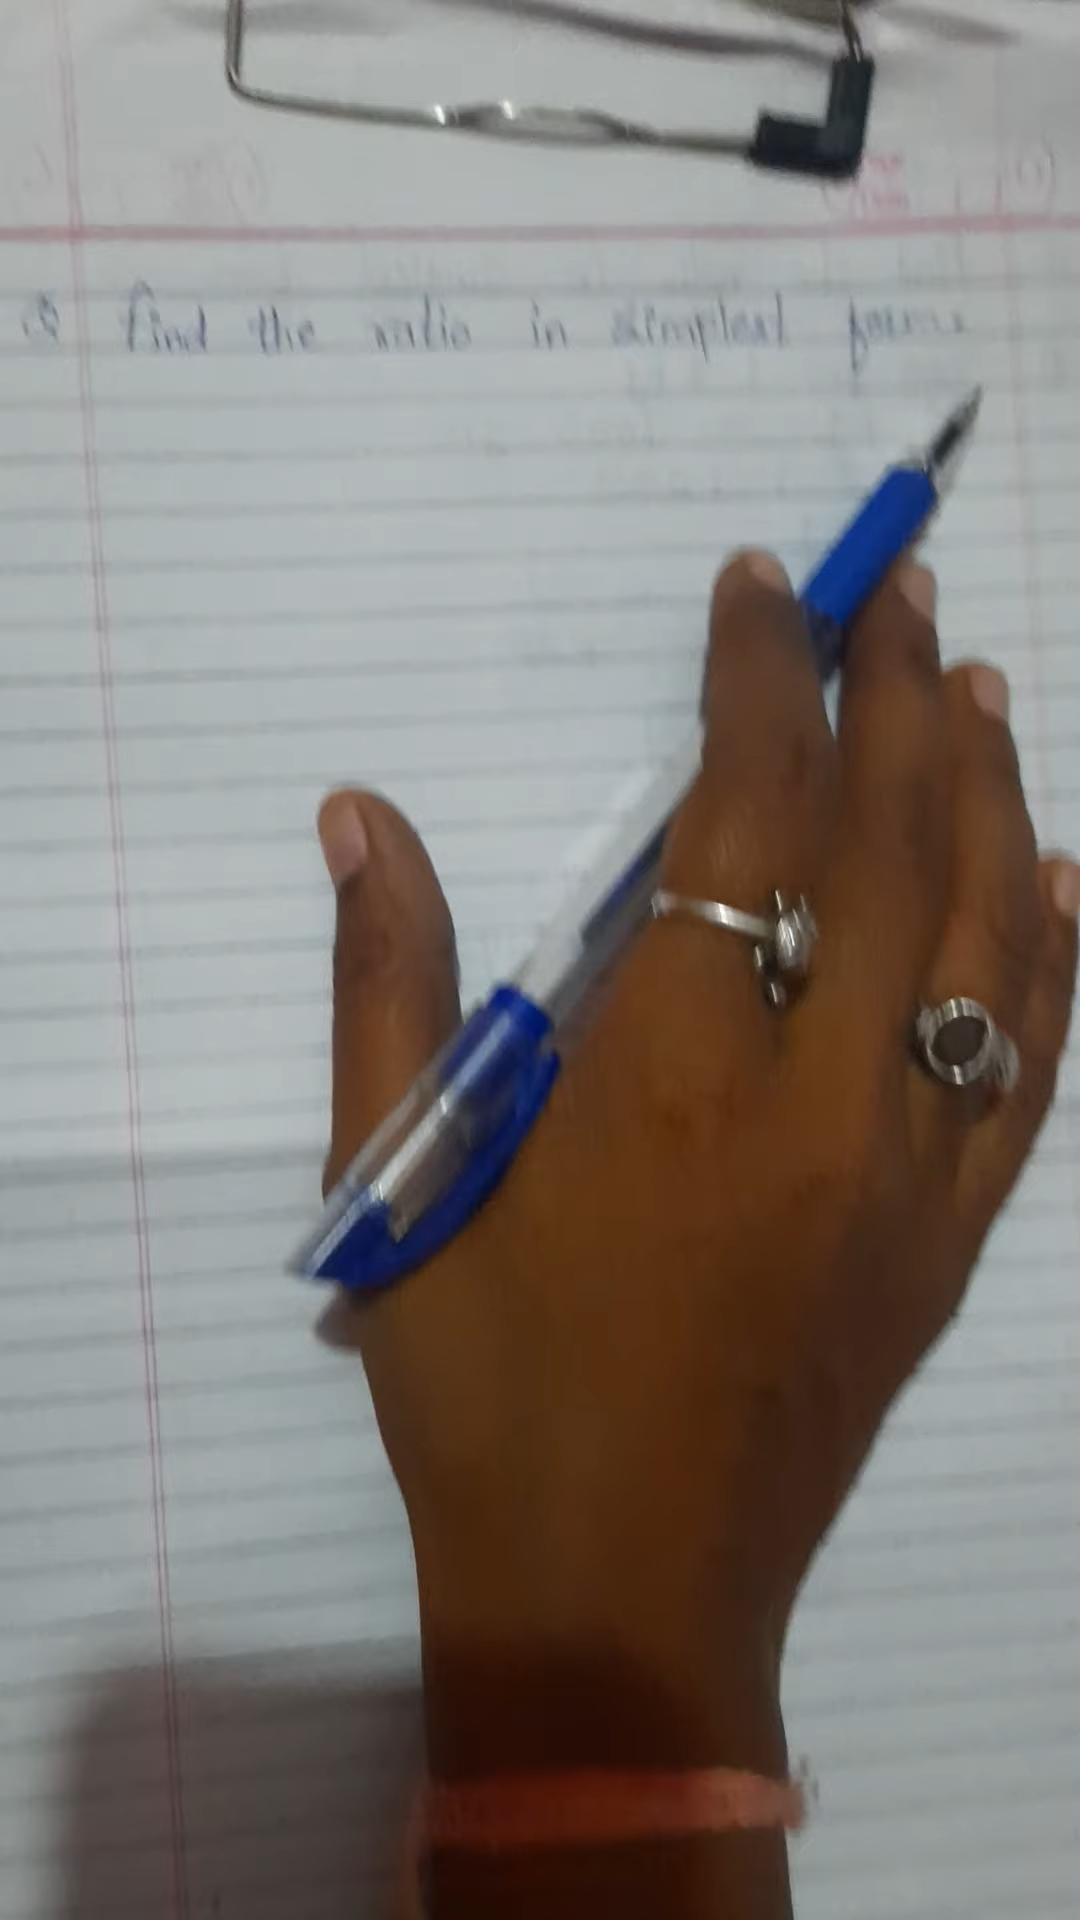 Q find the ratio in simplest form: